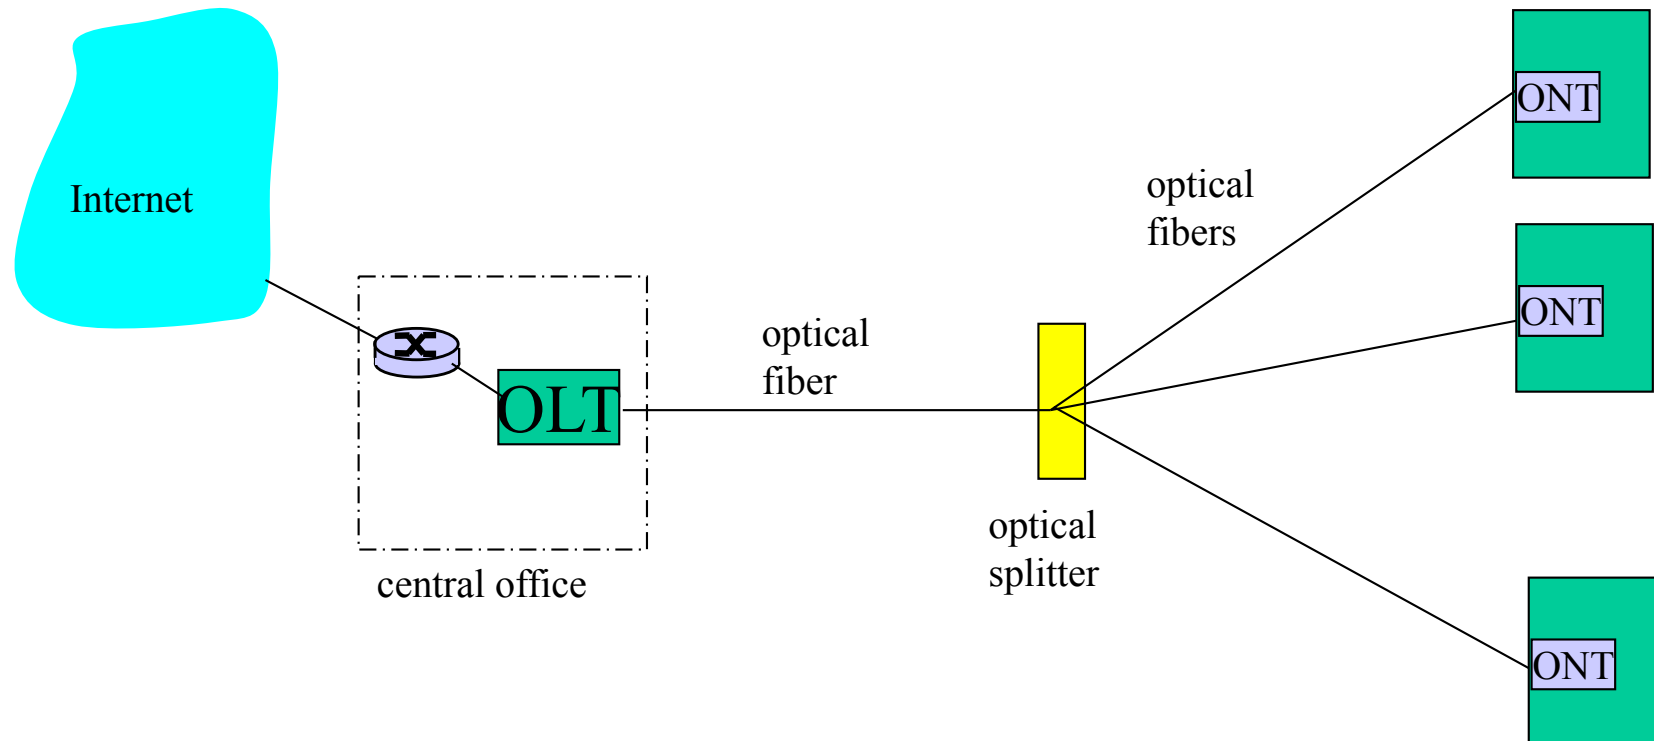 Internet
central office
OLT
optical
fiber
optical
splitter
optical
fibers
ONT
ONT
ONT